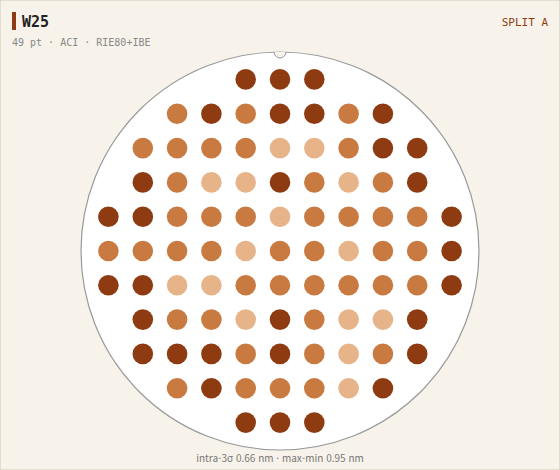 W25
SPLIT A
49 pt · ACI · RIE80+IBE
intra-3σ 0.66 nm · max-min 0.95 nm